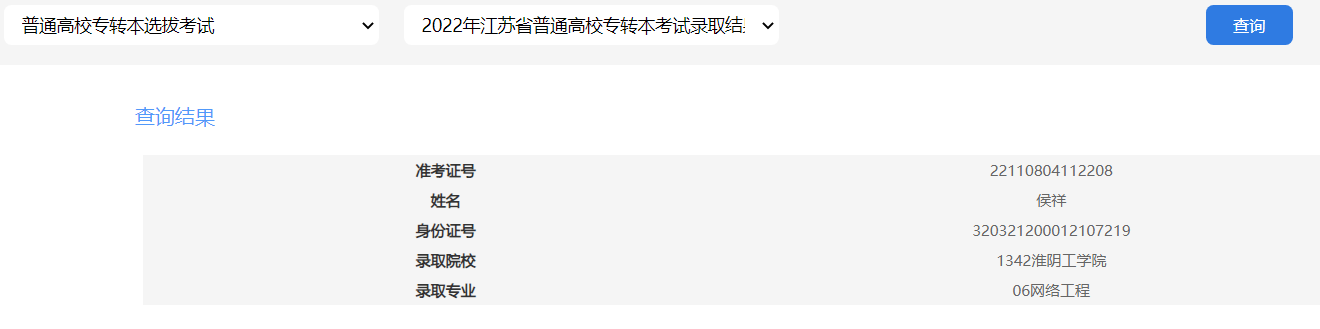 普通高校专转本选拔考试 2022年江苏省普通高校专转本考试录取结 查询
查询结果
准考证号 22110804112208
姓名 侯祥
身份证号 320321200012107219
录取院校 1342淮阴工学院
录取专业 06网络工程